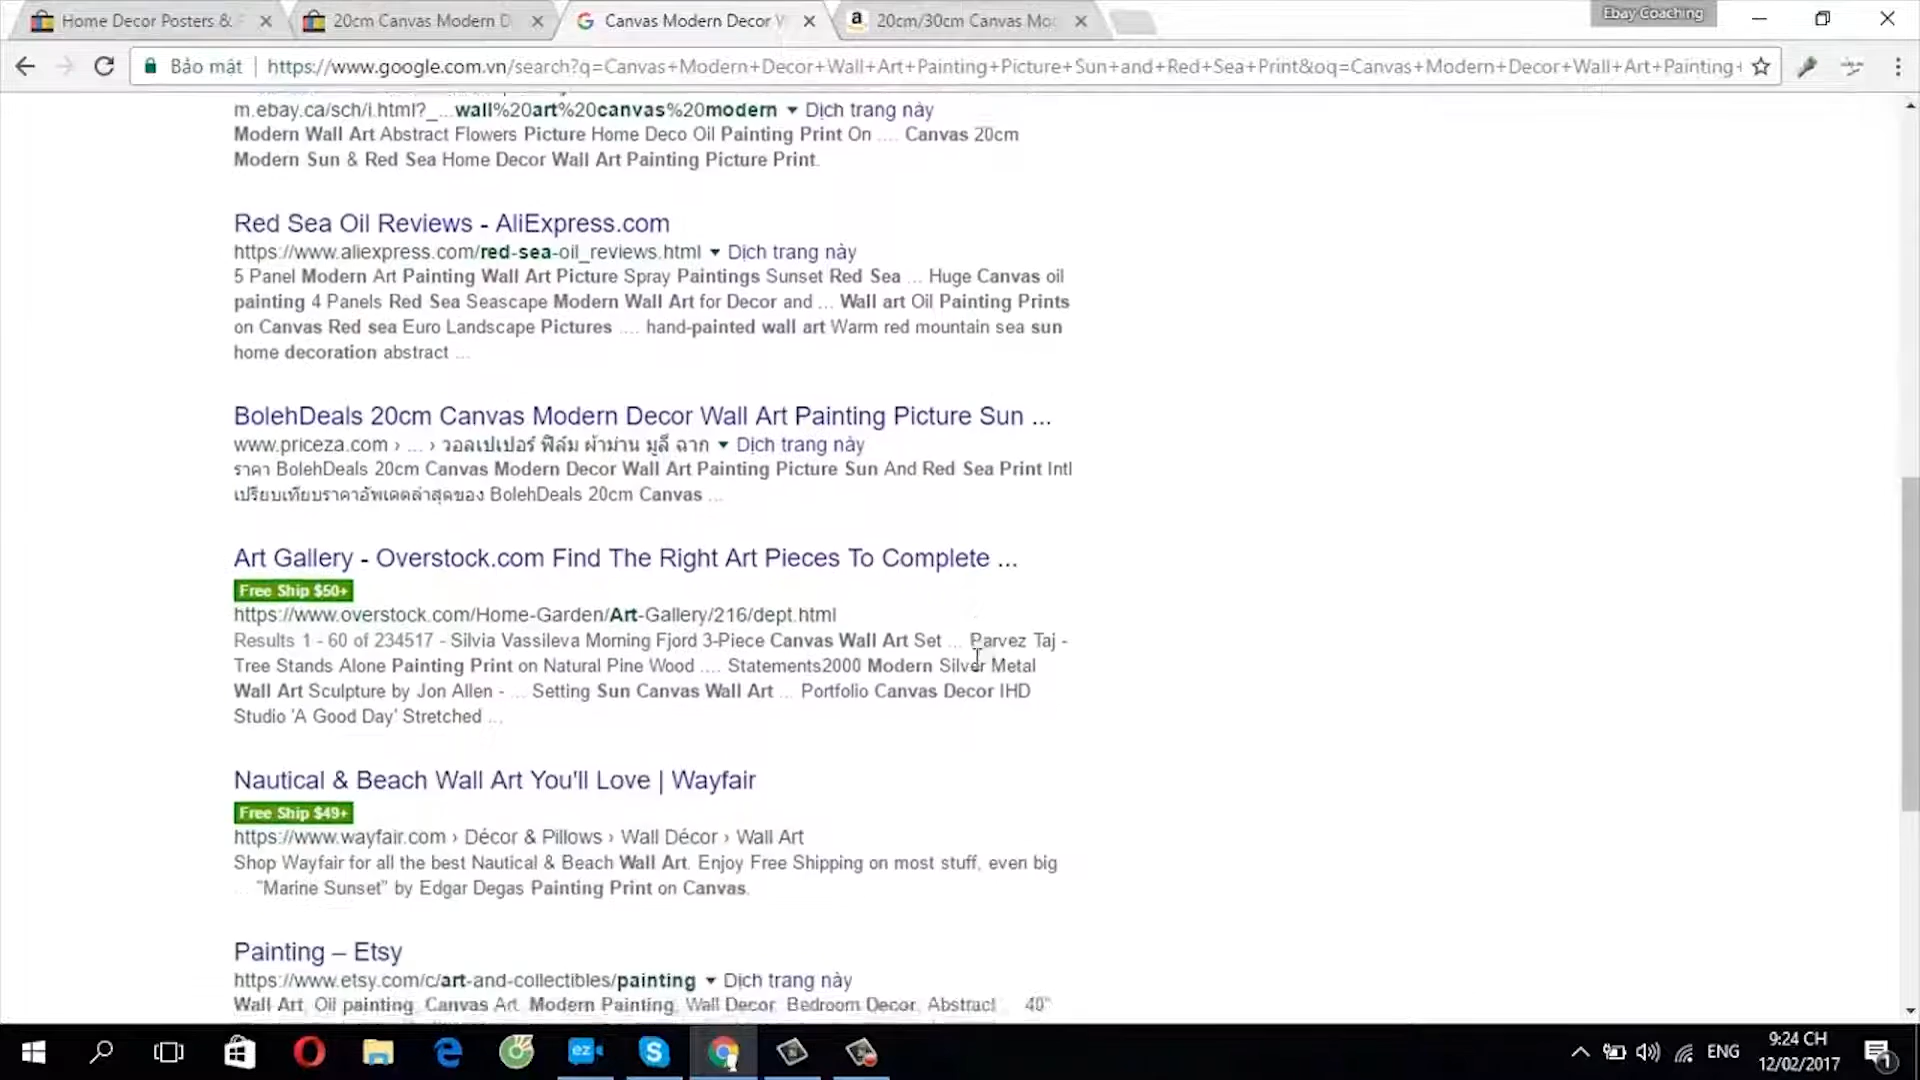 Home Decor Posters &
20cm Canvas Modern D
Canvas Modern Decor W
20cm/30cm Canvas Mo
Ebay Coaching
Bảo mật
https://www.google.com.vn/search?q=Canvas+Modern+Decor+Wall+Art+Painting+Picture+Sun+and+Red+Sea+Print&oq=Canvas+Modern+Decor+Wall+Art+Painting+
m.ebay.ca/sch/i.html?_...wall%20art%20canvas%20modern ▾ Dịch trang này
Modern Wall Art Abstract Flowers Picture Home Deco Oil Painting Print On .... Canvas 20cm
Modern Sun & Red Sea Home Decor Wall Art Painting Picture Print.
Red Sea Oil Reviews - AliExpress.com
https://www.aliexpress.com/red-sea-oil_reviews.html ▾ Dịch trang này
5 Panel Modern Art Painting Wall Art Picture Spray Paintings Sunset Red Sea ... Huge Canvas oil
painting 4 Panels Red Sea Seascape Modern Wall Art for Decor and ... Wall art Oil Painting Prints
on Canvas Red sea Euro Landscape Pictures .... hand-painted wall art Warm red mountain sea sun
home decoration abstract ...
BolehDeals 20cm Canvas Modern Decor Wall Art Painting Picture Sun ...
www.priceza.com › ... › วอลเปเปอร์ ฟิล์ม ผ้าม่าน มูลี่ ฉาก ▾ Dịch trang này
ราคา BolehDeals 20cm Canvas Modern Decor Wall Art Painting Picture Sun And Red Sea Print Intl
เปรียบเทียบราคาอัพเดตล่าสุดของ BolehDeals 20cm Canvas ...
Art Gallery - Overstock.com Find The Right Art Pieces To Complete ...
Free Ship $50+
https://www.overstock.com/Home-Garden/Art-Gallery/216/dept.html
Results 1 - 60 of 234517 - Silvia Vassileva Morning Fjord 3-Piece Canvas Wall Art Set ... Parvez Taj -
Tree Stands Alone Painting Print on Natural Pine Wood .... Statements2000 Modern Silver Metal
Wall Art Sculpture by Jon Allen - ... Setting Sun Canvas Wall Art ... Portfolio Canvas Decor IHD
Studio 'A Good Day' Stretched ...
Nautical & Beach Wall Art You'll Love | Wayfair
Free Ship $49+
https://www.wayfair.com › Décor & Pillows › Wall Décor › Wall Art
Shop Wayfair for all the best Nautical & Beach Wall Art. Enjoy Free Shipping on most stuff, even big
... "Marine Sunset" by Edgar Degas Painting Print on Canvas.
Painting – Etsy
https://www.etsy.com/c/art-and-collectibles/painting ▾ Dịch trang này
Wall Art, Oil painting, Canvas Art, Modern Painting, Wall Decor, Bedroom Decor, Abstract 40"
ENG
9:24 CH
12/02/2017
1